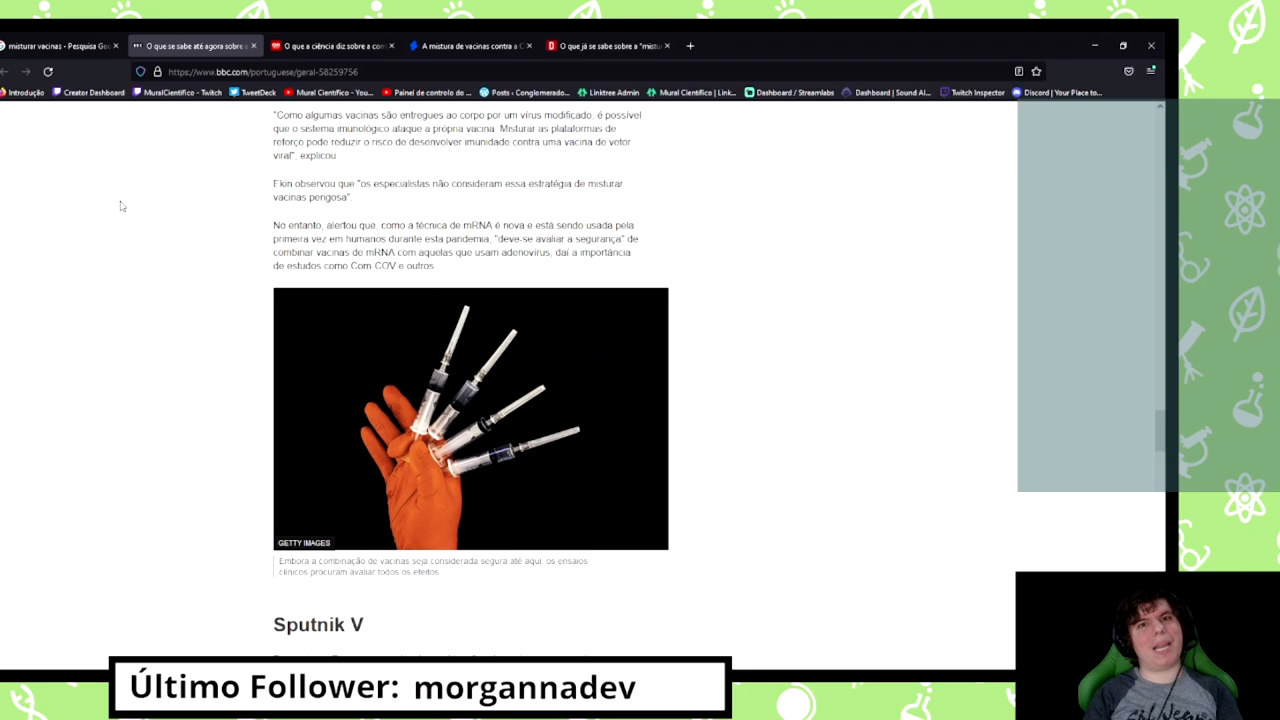 misturar vacinas - Pesquisa Go
BBC O que se sabe até agora sobre a
O que a ciência diz sobre a com
A mistura de vacinas contra a C
D O que já se sabe sobre a "mistu
https://www.bbc.com/portuguese/geral-58259756
Introdução Creator Dashboard MuralCientifico - Twitch TweetDeck Mural Científico - You... Painel de controlo do ... Posts ‹ Conglomerado... Linktree Admin Mural Científico | Link... Dashboard / Streamlabs Dashboard | Sound Al... Twitch Inspector Discord | Your Place to...
"Como algumas vacinas são entregues ao corpo por um vírus modificado, é possível
que o sistema imunológico ataque a própria vacina. Misturar as plataformas de
reforço pode reduzir o risco de desenvolver imunidade contra uma vacina de vetor
viral", explicou
Ekin observou que "os especialistas não consideram essa estratégia de misturar
vacinas perigosa".
No entanto, alertou que, como a técnica de mRNA é nova e está sendo usada pela
primeira vez em humanos durante esta pandemia, "deve-se avaliar a segurança" de
combinar vacinas de mRNA com aquelas que usam adenovírus, daí a importância
de estudos como Com-COV e outros
GETTY IMAGES
Embora a combinação de vacinas seja considerada segura até aqui, os ensaios
clínicos procuram avaliar todos os efeitos
Sputnik V
Último Follower: morgannadev